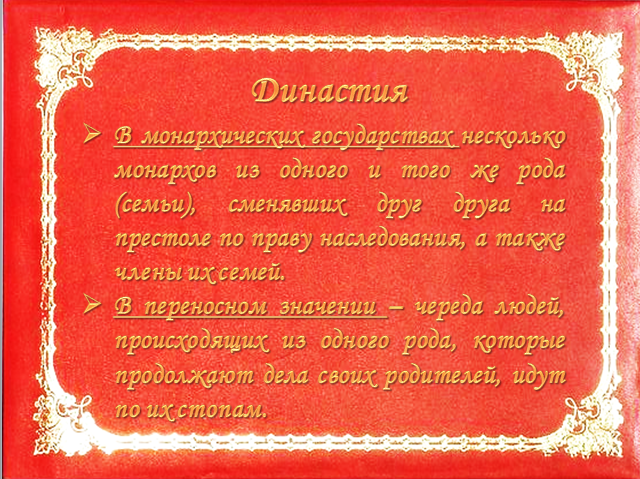 Династия
В монархических государствах несколько
монархов из одного и того же рода
(семьи), сменявших друг друга на
престоле по праву наследования, а также
члены их семей.
В переносном значении – череда людей,
происходящих из одного рода, которые
продолжают дела своих родителей, идут
по их стопам.